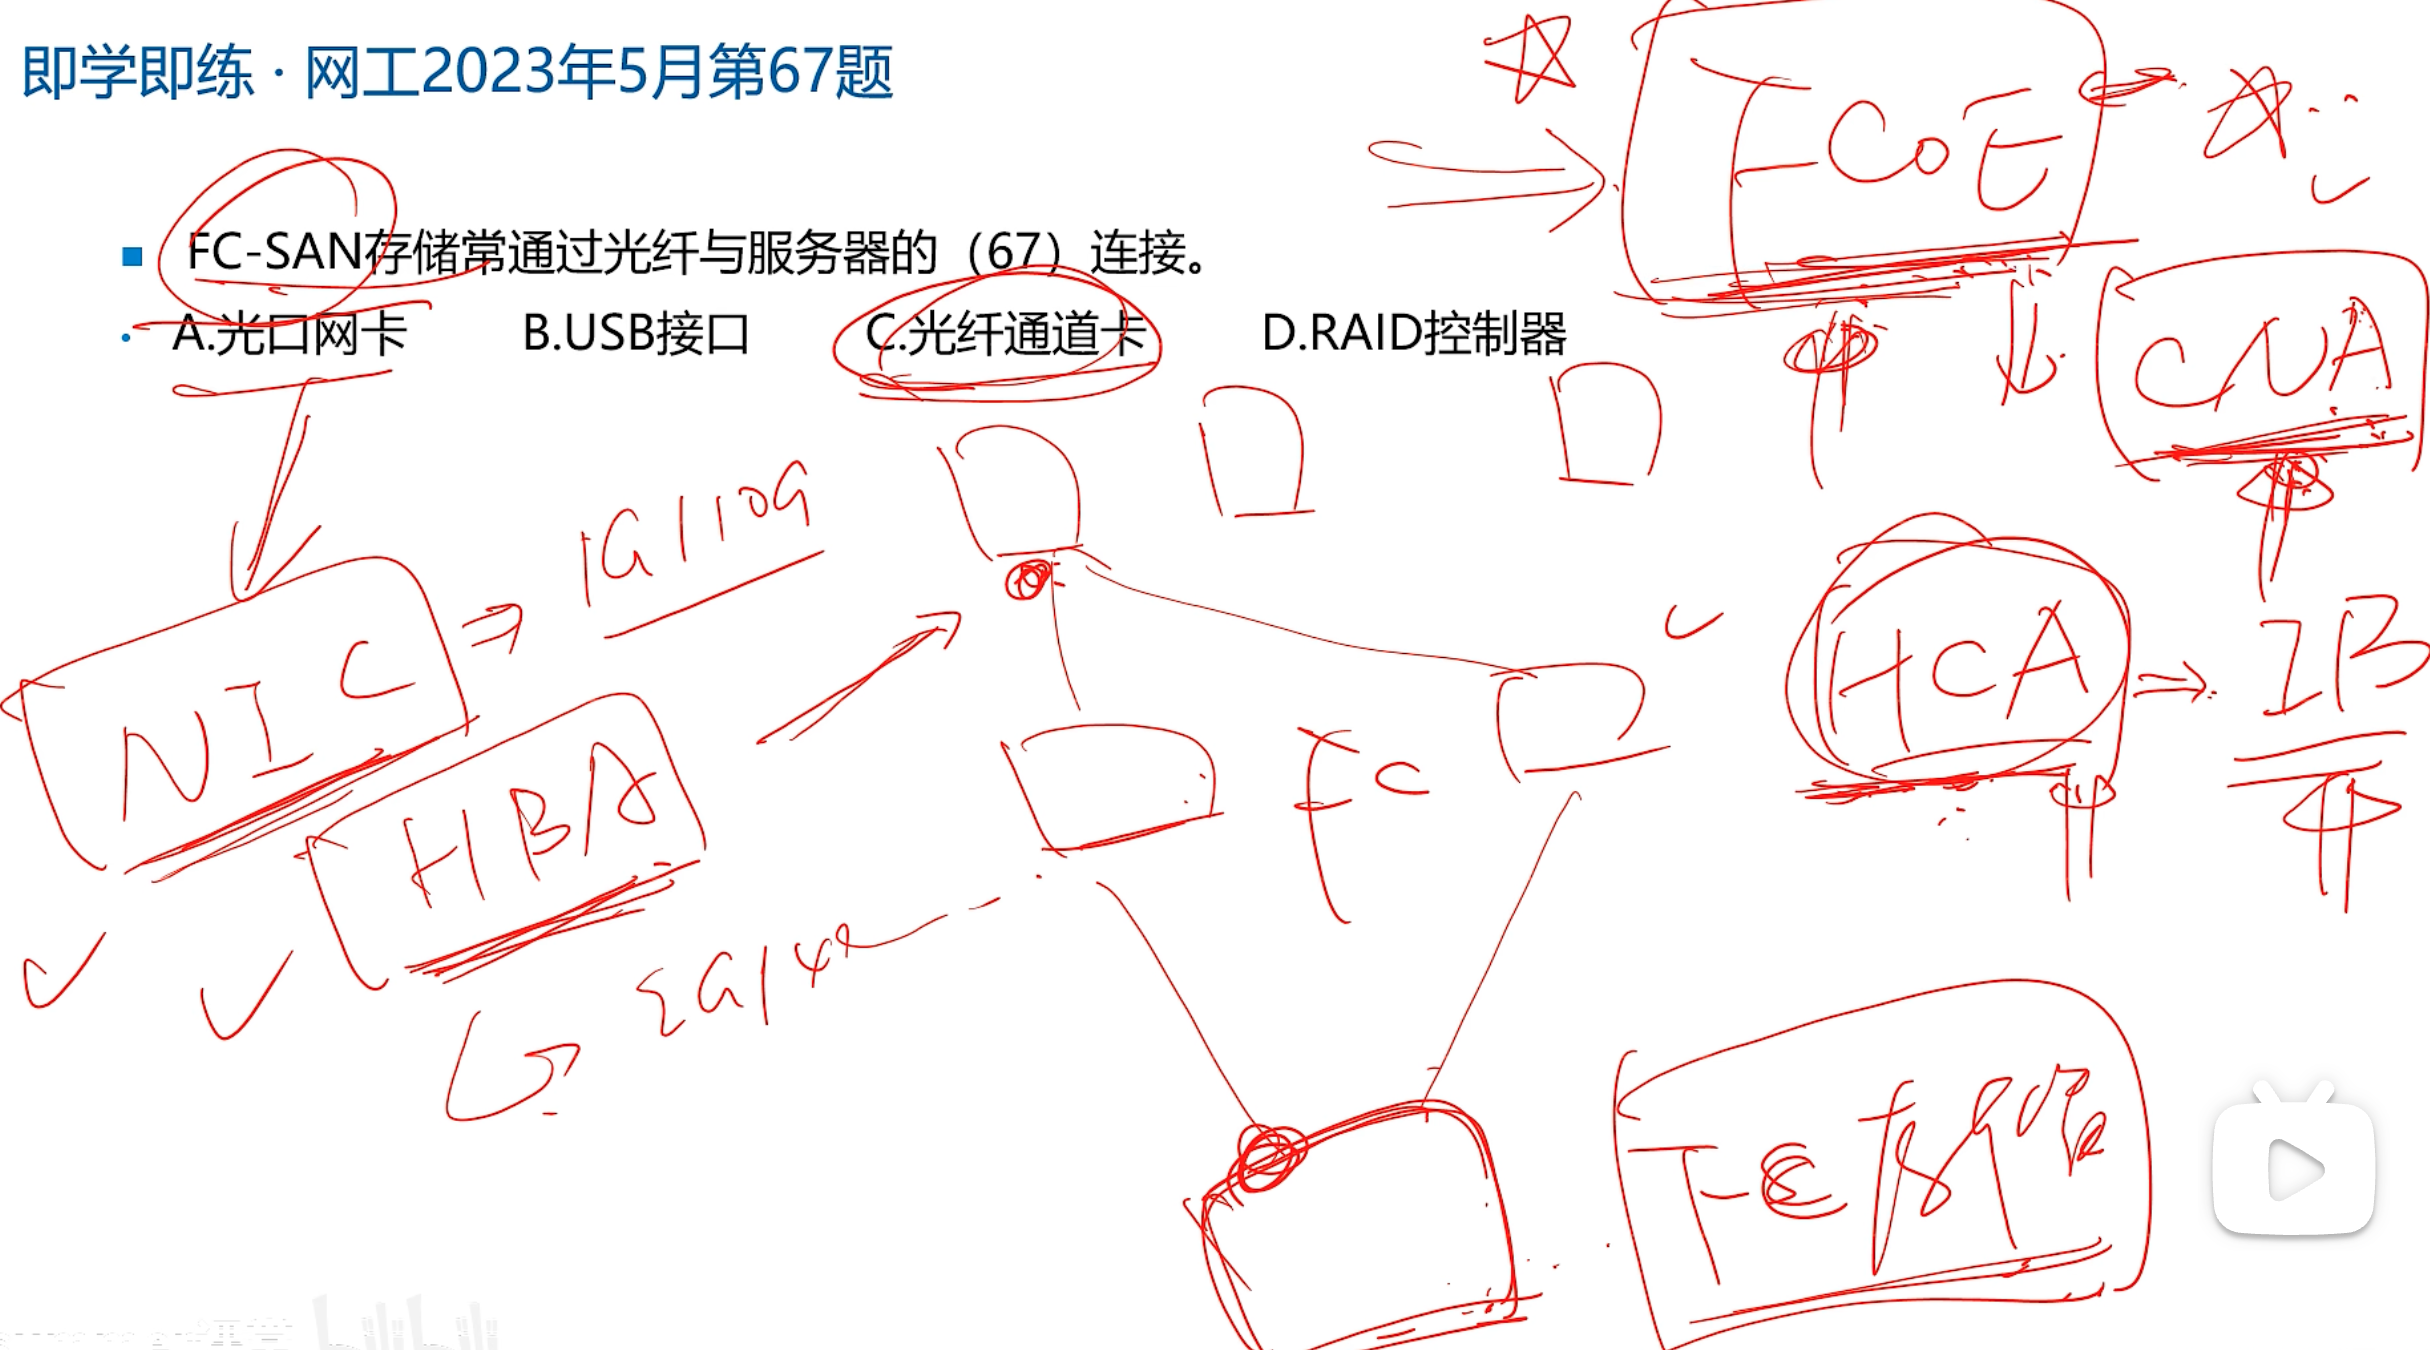 即学即练 · 网工2023年5月第67题
FC-SAN存储常通过光纤与服务器的（67）连接。
A.光口网卡 B.USB接口 C.光纤通道卡 D.RAID控制器
FCoE
CNA
1G/10G
NIC
HCA
IB
HBA
FC
FC